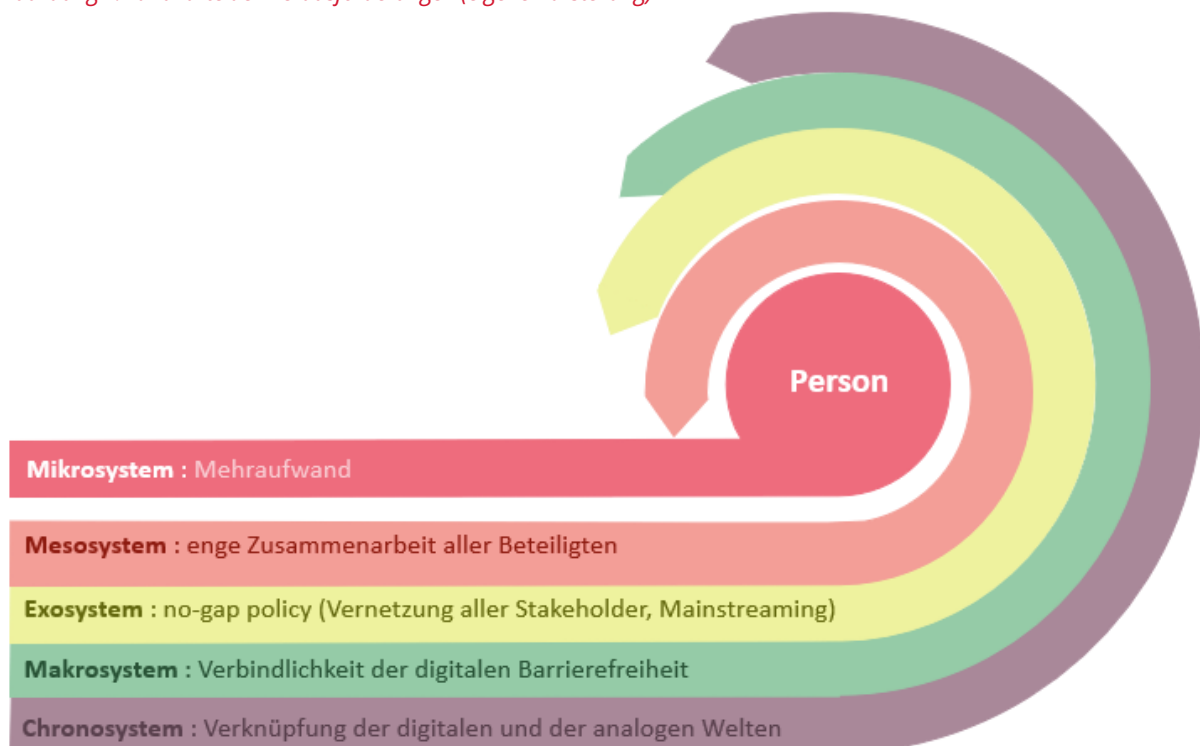 Person
Mikrosystem : Mehraufwand
Mesosystem : enge Zusammenarbeit aller Beteiligten
Exosystem : no-gap policy (Vernetzung aller Stakeholder, Mainstreaming)
Makrosystem : Verbindlichkeit der digitalen Barrierefreiheit
Chronosystem : Verknüpfung der digitalen und der analogen Welten